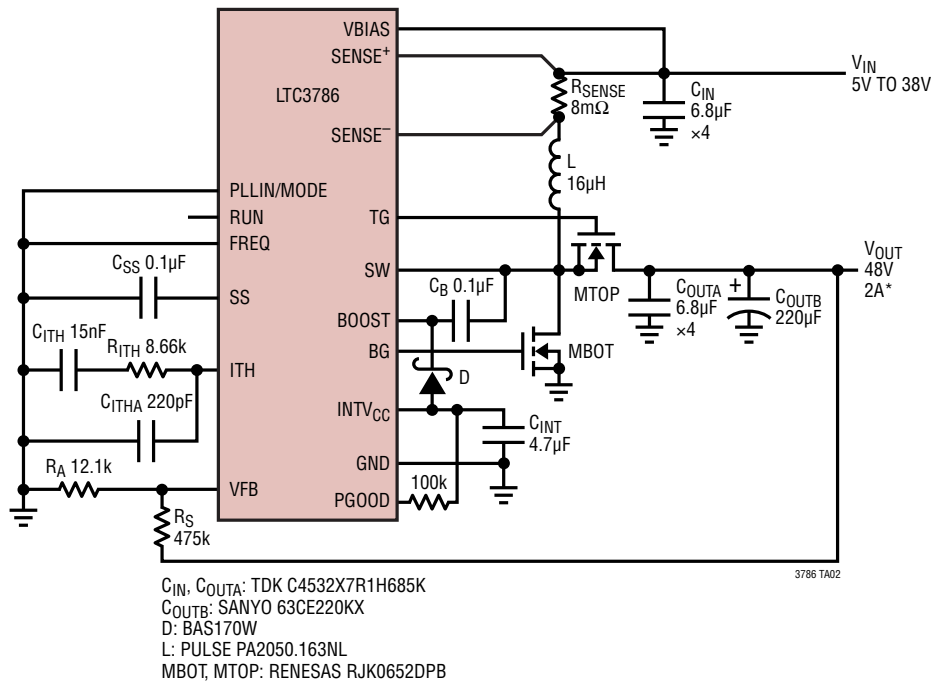 VBIAS
SENSE+
LTC3786
SENSE−
PLLIN/MODE
RUN
FREQ
SS
ITH
VFB
TG
SW
BOOST
BG
INTVCC
GND
PGOOD
VIN
5V TO 38V
CIN
6.8µF
×4
RSENSE
8mΩ
L
16µH
CSS 0.1µF
CITH 15nF
RITH 8.66k
CITHA 220pF
RA 12.1k
RS
475k
CB 0.1µF
MTOP
MBOT
D
CINT
4.7µF
100k
COUTA
6.8µF
×4
+
COUTB
220µF
VOUT
48V
2A*
3786 TA02
CIN, COUTA: TDK C4532X7R1H685K
COUTB: SANYO 63CE220KX
D: BAS170W
L: PULSE PA2050.163NL
MBOT, MTOP: RENESAS RJK0652DPB